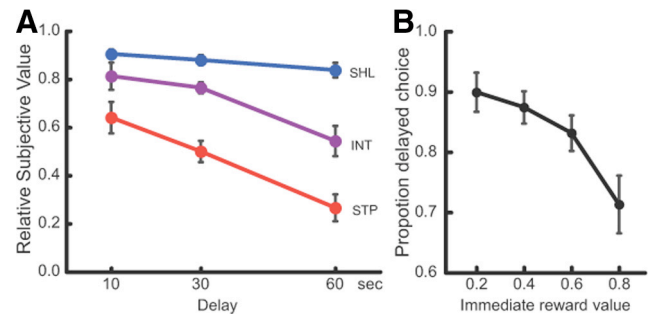 A
Relative Subjective Value
1.0
0.8
0.6
0.4
0.2
0.0
SHL
INT
STP
10 30 60 sec
Delay
B
Propotion delayed choice
1.0
0.9
0.8
0.7
0.6
0.2 0.4 0.6 0.8
Immediate reward value